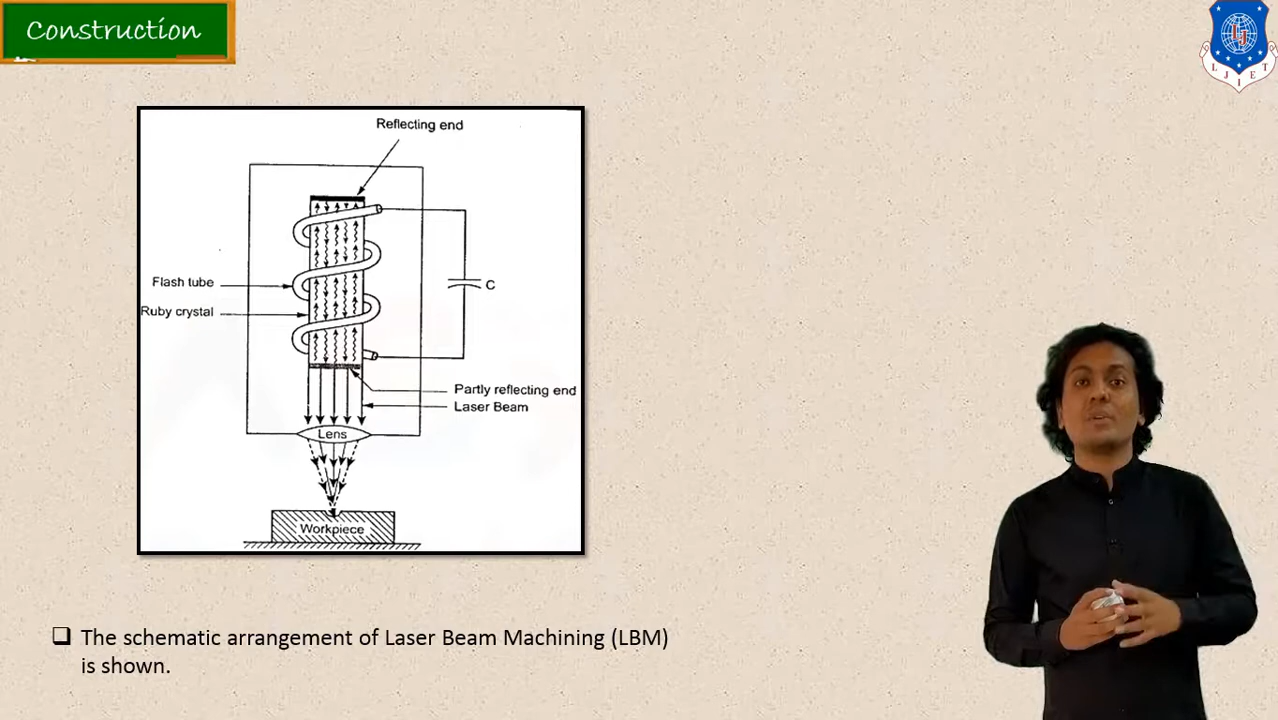 Construction
LJIET
Reflecting end
Flash tube
C
Ruby crystal
Partly reflecting end
Laser Beam
Lens
Workpiece
❑ The schematic arrangement of Laser Beam Machining (LBM)
is shown.